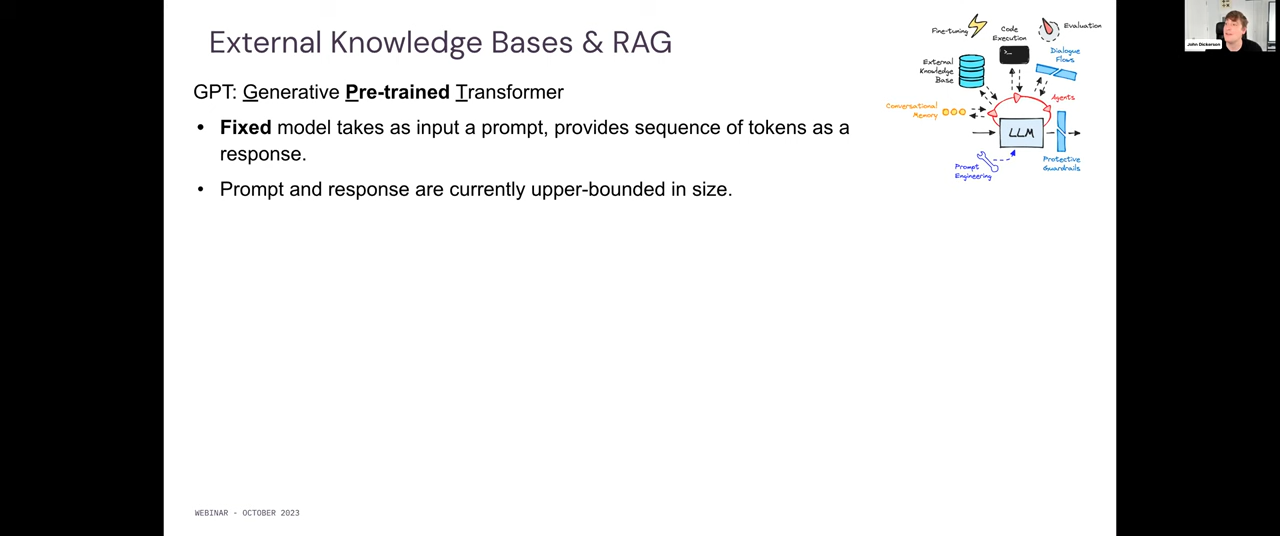 External Knowledge Bases & RAG
GPT: Generative Pre-trained Transformer
• Fixed model takes as input a prompt, provides sequence of tokens as a
response.
• Prompt and response are currently upper-bounded in size.
Fine-tuning
Code
Execution
Evaluation
Dialogue
Flows
External
Knowledge
Base
Agents
Conversational
Memory
LLM
Prompt
Engineering
Protective
Guardrails
John Dickerson
WEBINAR - OCTOBER 2023